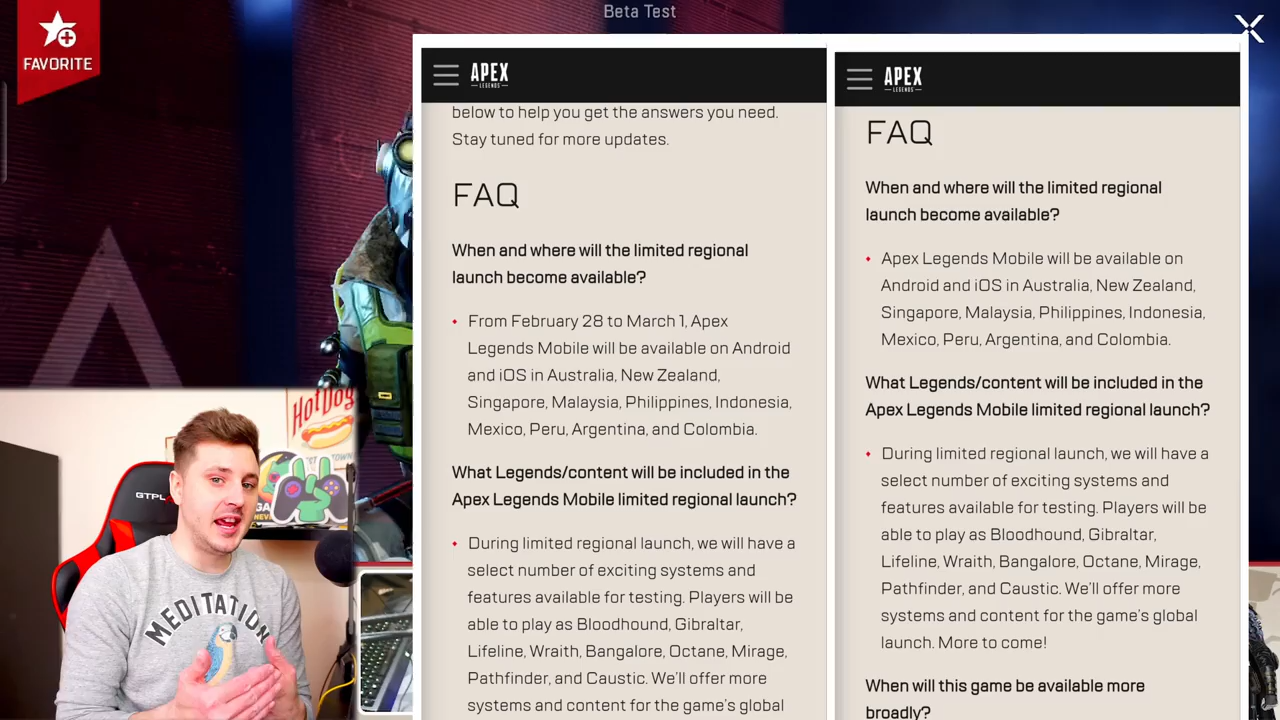 Beta Test
FAVORITE
APEX
LEGENDS
below to help you get the answers you need.
Stay tuned for more updates.
FAQ
When and where will the limited regional
launch become available?
From February 28 to March 1, Apex
Legends Mobile will be available on Android
and iOS in Australia, New Zealand,
Singapore, Malaysia, Philippines, Indonesia,
Mexico, Peru, Argentina, and Colombia.
What Legends/content will be included in the
Apex Legends Mobile limited regional launch?
During limited regional launch, we will have a
select number of exciting systems and
features available for testing. Players will be
able to play as Bloodhound, Gibraltar,
Lifeline, Wraith, Bangalore, Octane, Mirage,
Pathfinder, and Caustic. We'll offer more
systems and content for the game's global
APEX
LEGENDS
FAQ
When and where will the limited regional
launch become available?
Apex Legends Mobile will be available on
Android and iOS in Australia, New Zealand,
Singapore, Malaysia, Philippines, Indonesia,
Mexico, Peru, Argentina, and Colombia.
What Legends/content will be included in the
Apex Legends Mobile limited regional launch?
During limited regional launch, we will have a
select number of exciting systems and
features available for testing. Players will be
able to play as Bloodhound, Gibraltar,
Lifeline, Wraith, Bangalore, Octane, Mirage,
Pathfinder, and Caustic. We'll offer more
systems and content for the game's global
launch. More to come!
When will this game be available more
broadly?
HotDog
GTPL
MEDITATION